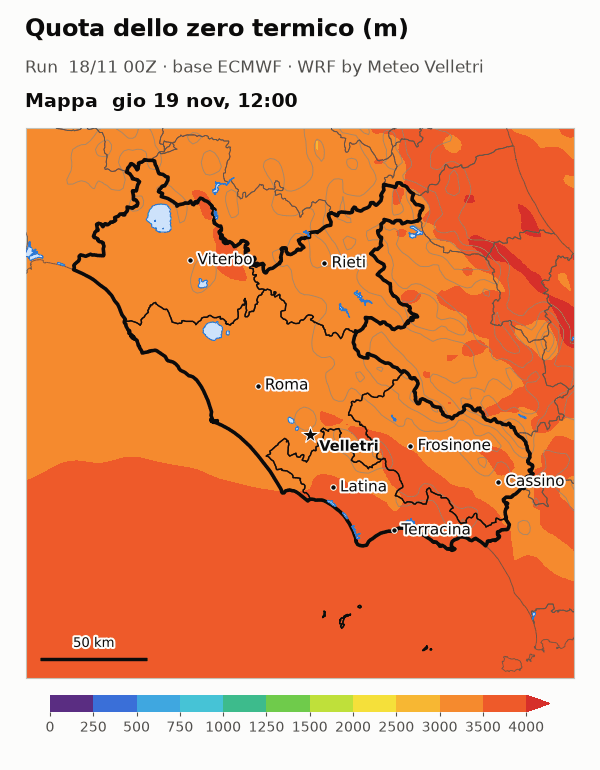 Quota dello zero termico (m)
Run  18/11 00Z · base ECMWF · WRF by Meteo Velletri
Mappa  gio 19 nov, 12:00
Viterbo
Rieti
Roma
Velletri
Frosinone
Cassino
Latina
Terracina
50 km
0 250 500 750 1000 1250 1500 2000 2500 3000 3500 4000